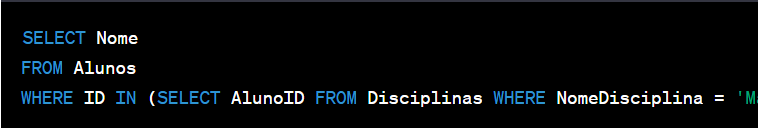 SELECT Nome
FROM Alunos
WHERE ID IN (SELECT AlunoID FROM Disciplinas WHERE NomeDisciplina =